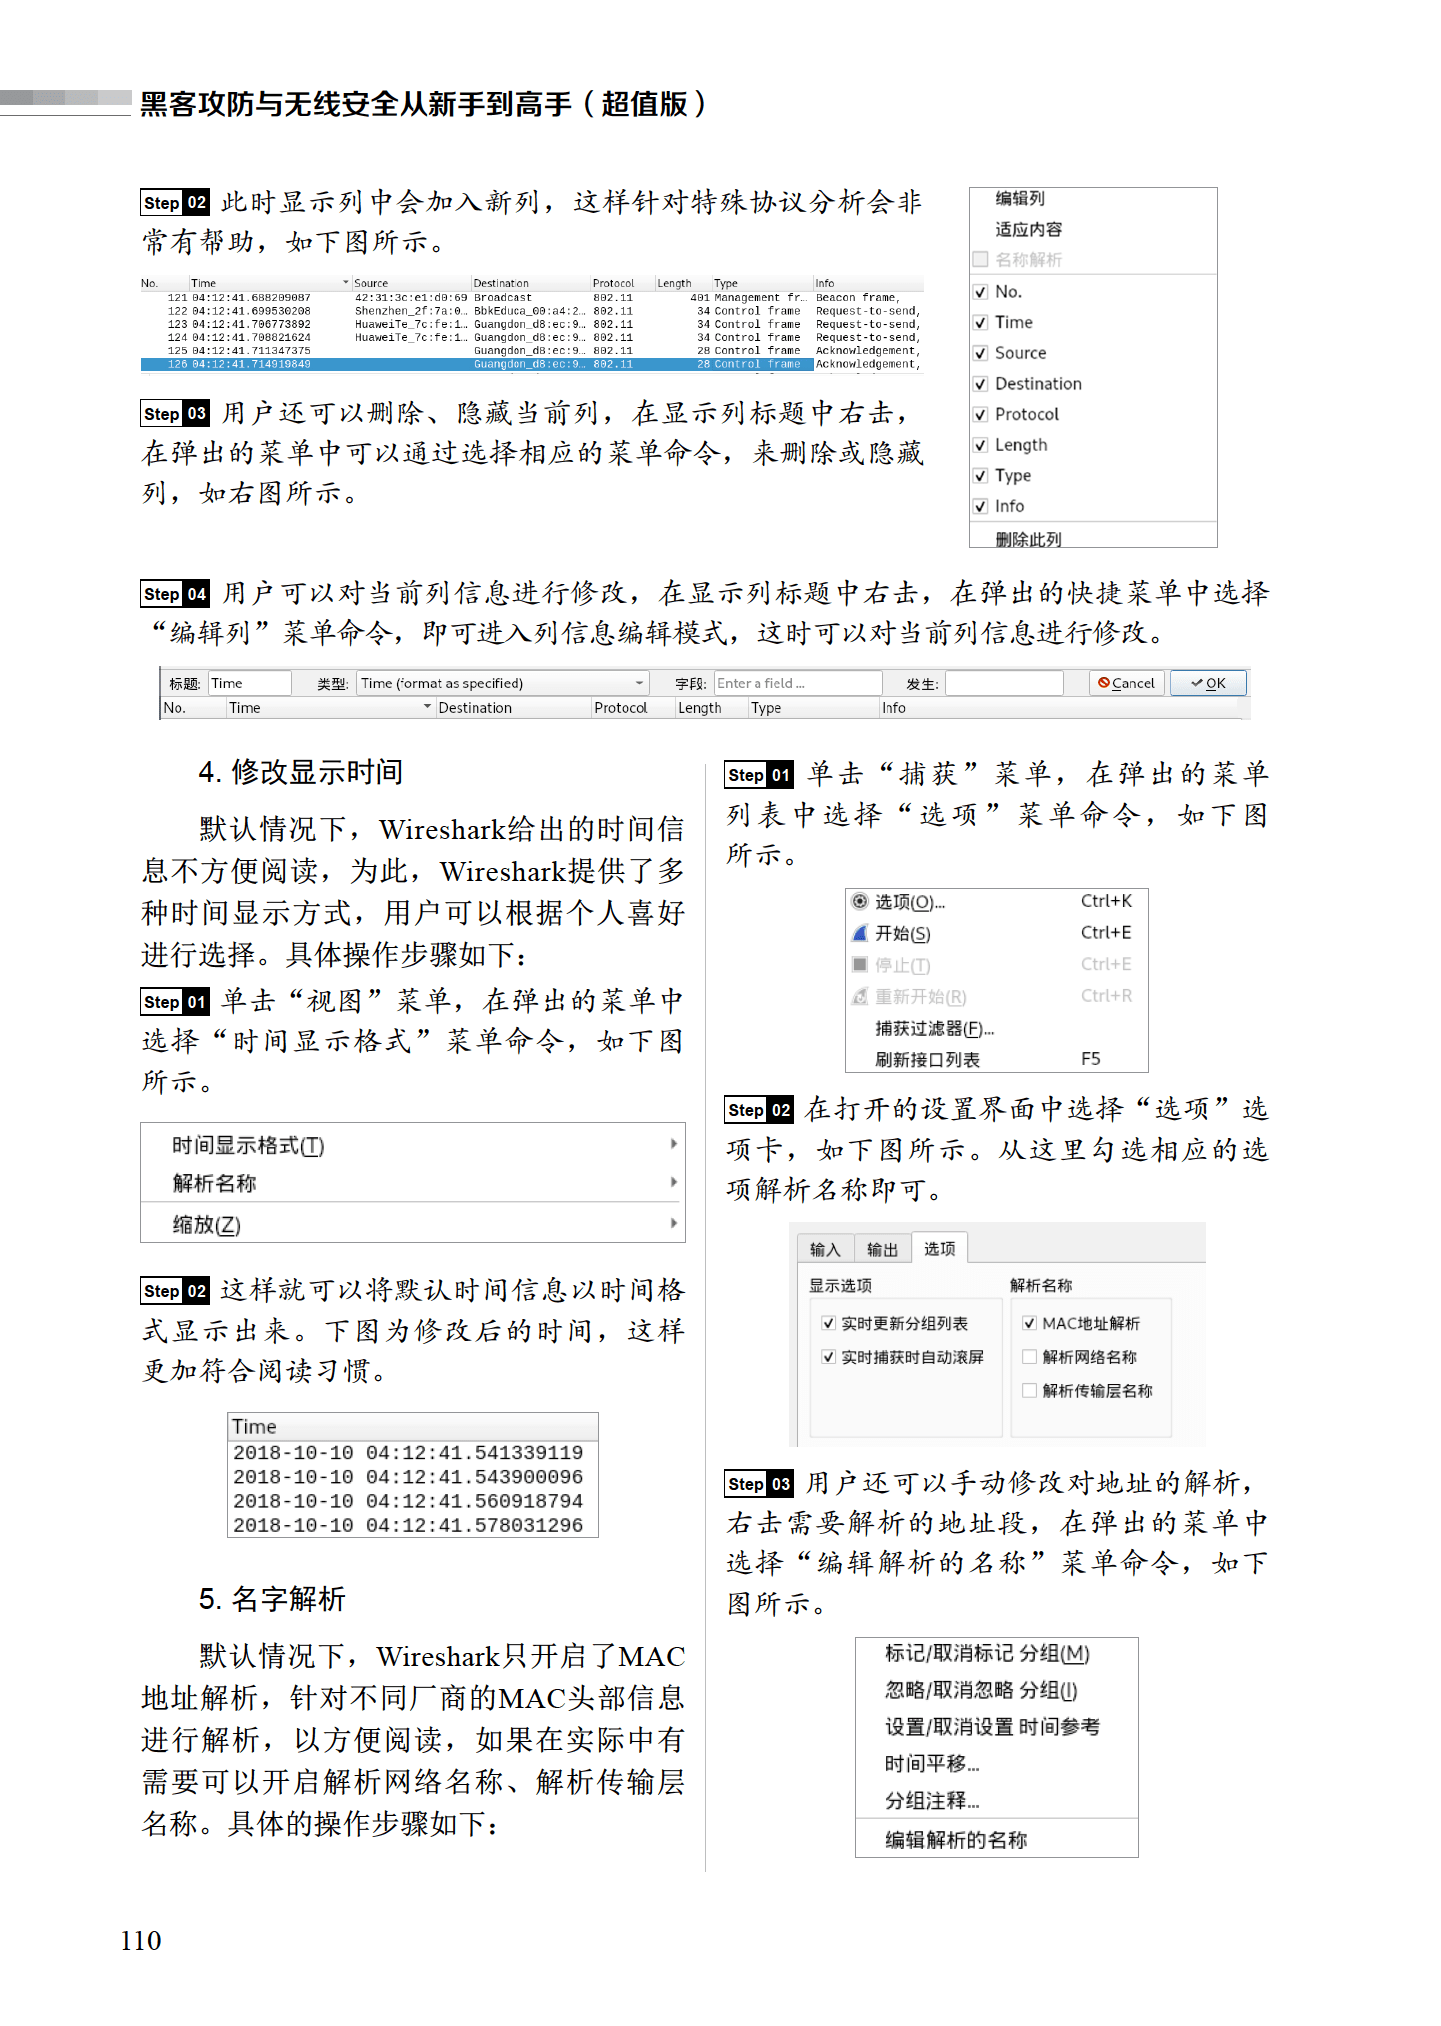 黑客攻防与无线安全从新手到高手（超值版）
Step 02 此时显示列中会加入新列，这样针对特殊协议分析会非
常有帮助，如下图所示。
No. Time Source Destination Protocol Length Type Info
121 04:12:41.688209087 42:31:3c:e1:d0:69 Broadcast 802.11 401 Management fr… Beacon frame,
122 04:12:41.699530208 Shenzhen_2f:7a:0… BbkEduca_00:a4:2… 802.11 34 Control frame Request-to-send,
123 04:12:41.706773892 HuaweiTe_7c:fe:1… Guangdon_d8:ec:9… 802.11 34 Control frame Request-to-send,
124 04:12:41.708821624 HuaweiTe_7c:fe:1… Guangdon_d8:ec:9… 802.11 34 Control frame Request-to-send,
125 04:12:41.711347375 Guangdon_d8:ec:9… 802.11 28 Control frame Acknowledgement,
126 04:12:41.714919849 Guangdon_d8:ec:9… 802.11 28 Control frame Acknowledgement,
Step 03 用户还可以删除、隐藏当前列，在显示列标题中右击，
在弹出的菜单中可以通过选择相应的菜单命令，来删除或隐藏
列，如右图所示。
编辑列
适应内容
名称解析
No.
Time
Source
Destination
Protocol
Length
Type
Info
删除此列
Step 04 用户可以对当前列信息进行修改，在显示列标题中右击，在弹出的快捷菜单中选择
“编辑列”菜单命令，即可进入列信息编辑模式，这时可以对当前列信息进行修改。
标题: Time 类型: Time (format as specified) 字段: Enter a field ... 发生: Cancel OK
No. Time Destination Protocol Length Type Info
4. 修改显示时间
默认情况下，Wireshark给出的时间信
息不方便阅读，为此，Wireshark提供了多
种时间显示方式，用户可以根据个人喜好
进行选择。具体操作步骤如下：
Step 01 单击“视图”菜单，在弹出的菜单中
选择“时间显示格式”菜单命令，如下图
所示。
时间显示格式(T)
解析名称
缩放(Z)
Step 02 这样就可以将默认时间信息以时间格
式显示出来。下图为修改后的时间，这样
更加符合阅读习惯。
Time
2018-10-10 04:12:41.541339119
2018-10-10 04:12:41.543900096
2018-10-10 04:12:41.560918794
2018-10-10 04:12:41.578031296
5. 名字解析
默认情况下，Wireshark只开启了MAC
地址解析，针对不同厂商的MAC头部信息
进行解析，以方便阅读，如果在实际中有
需要可以开启解析网络名称、解析传输层
名称。具体的操作步骤如下：
Step 01 单击“捕获”菜单，在弹出的菜单
列表中选择“选项”菜单命令，如下图
所示。
选项(O)... Ctrl+K
开始(S) Ctrl+E
停止(T) Ctrl+E
重新开始(R) Ctrl+R
捕获过滤器(F)...
刷新接口列表 F5
Step 02 在打开的设置界面中选择“选项”选
项卡，如下图所示。从这里勾选相应的选
项解析名称即可。
输入 输出 选项
显示选项 解析名称
实时更新分组列表 MAC地址解析
实时捕获时自动滚屏 解析网络名称
解析传输层名称
Step 03 用户还可以手动修改对地址的解析，
右击需要解析的地址段，在弹出的菜单中
选择“编辑解析的名称”菜单命令，如下
图所示。
标记/取消标记 分组(M)
忽略/取消忽略 分组(I)
设置/取消设置 时间参考
时间平移...
分组注释...
编辑解析的名称
110